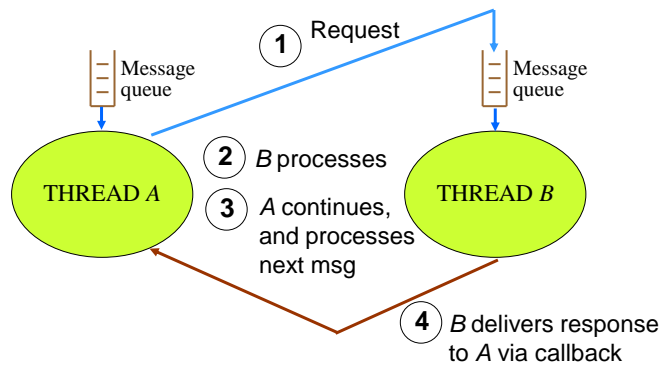 1
Request
Message
queue
Message
queue
THREAD A
2
B processes
3
A continues,
and processes
next msg
THREAD B
4
B delivers response
to A via callback